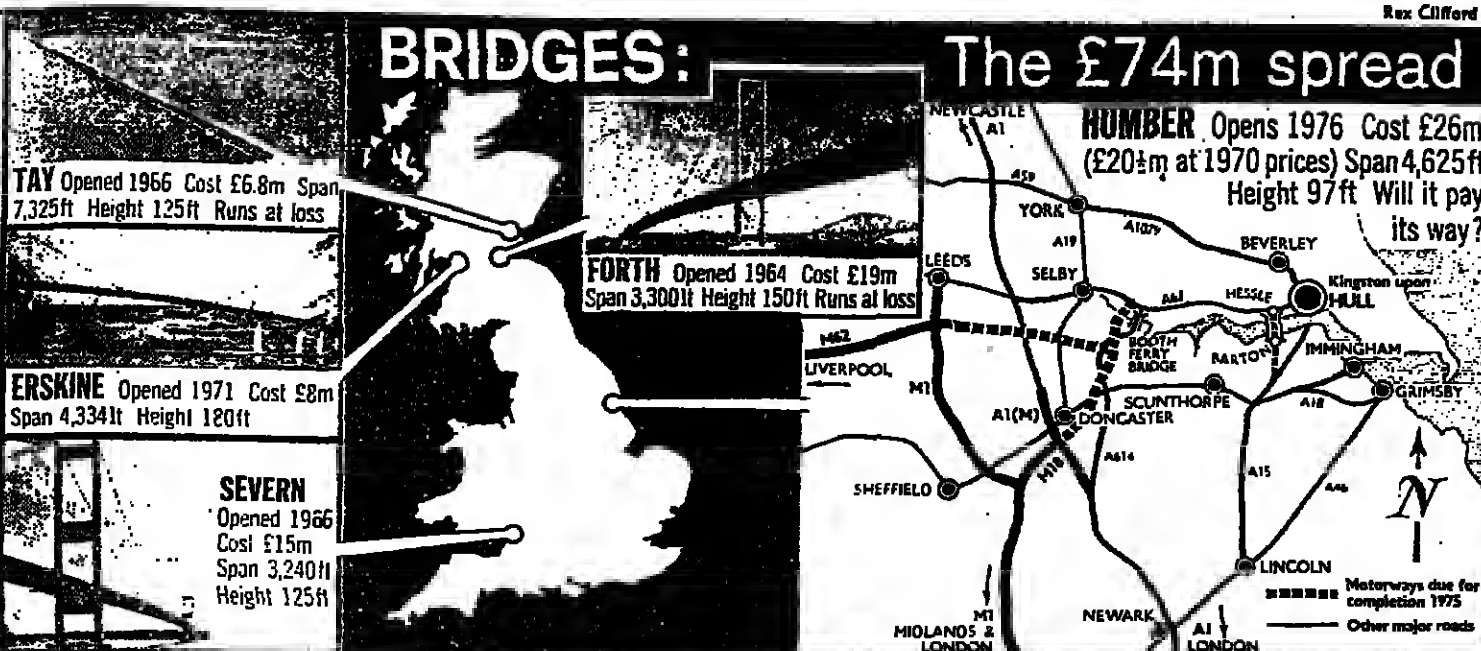 Rex Clifford
BRIDGES:
The £74m spread
TAY Opened 1966 Cost £6.8m Span
7,325ft Height 125ft Runs at loss
ERSKINE Opened 1971 Cost £8m
Span 4,334ft Height 180ft
SEVERN
Opened 1966
Cost £15m
Span 3,240ft
Height 125ft
FORTH Opened 1964 Cost £19m
Span 3,300ft Height 150ft Runs at loss
HUMBER Opens 1976 Cost £26m
(£20½m at 1970 prices) Span 4,625ft
Height 97ft Will it pay
its way?
NEWCASTLE
A1
A59
YORK
A1079
A19
BEVERLEY
LEEDS
SELBY
A63
HESSLE
Kingston upon
HULL
M62
LIVERPOOL
BOOTH
FERRY
BRIDGE
BARTON
IMMINGHAM
M1
SCUNTHORPE
A18
GRIMSBY
A1(M)
DONCASTER
M18
A614
A15
A46
SHEFFIELD
N
LINCOLN
Motorways due for
completion 1975
Other major roads
NEWARK
M1
MIDLANDS &
LONDON
A1
LONDON